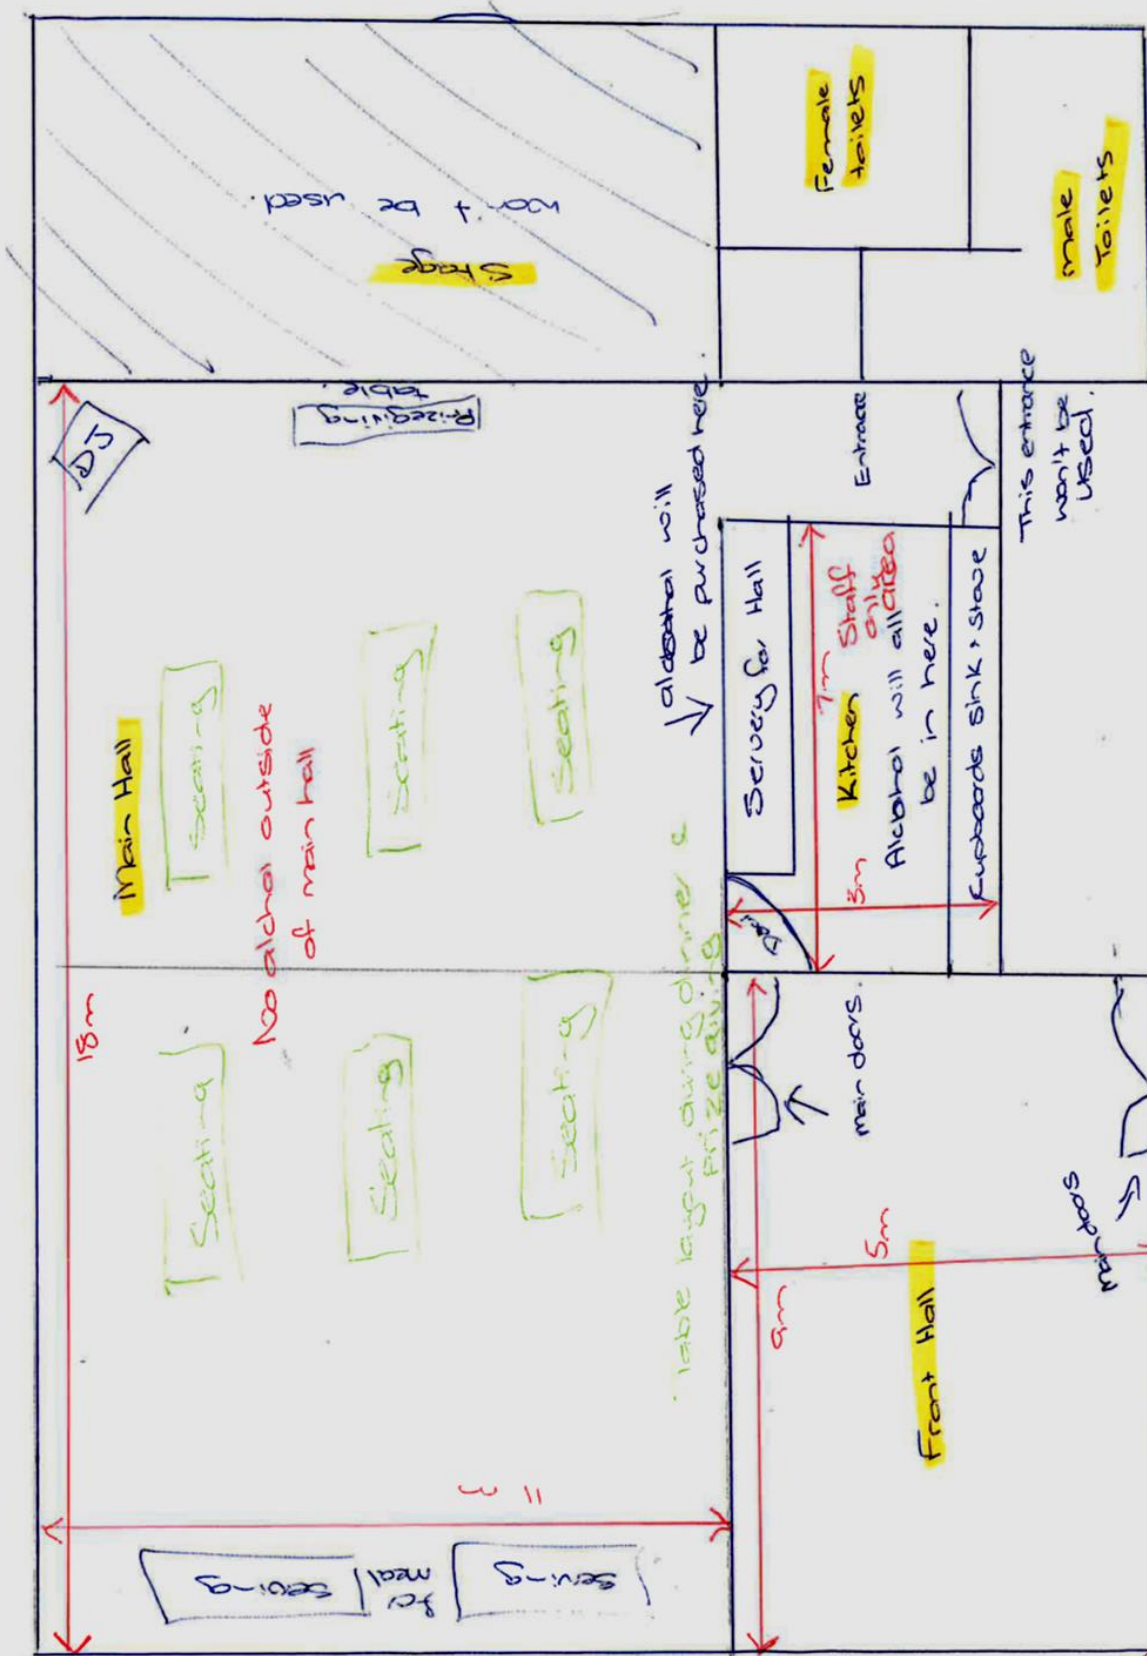 Stage
won't be used.
Female
toilets
male
Toilets
DJ
Prizegiving
table.
Main Hall
18m
No alchol outside
of main hall
Seating
Seating
Seating
Seating
Seating
Seating
alcohol will
be purchased here.
Entrace
This entrance
won't be
used.
Servery for Hall
7m
Kitchen
Staff
only
area
Alcohol will all
be in here.
3m
Door
Cupboards sink + stove
Table layout during dinner &
prize giving
main doors.
main doors
5m
9m
Front Hall
11m
Serving
for
meal
Serving